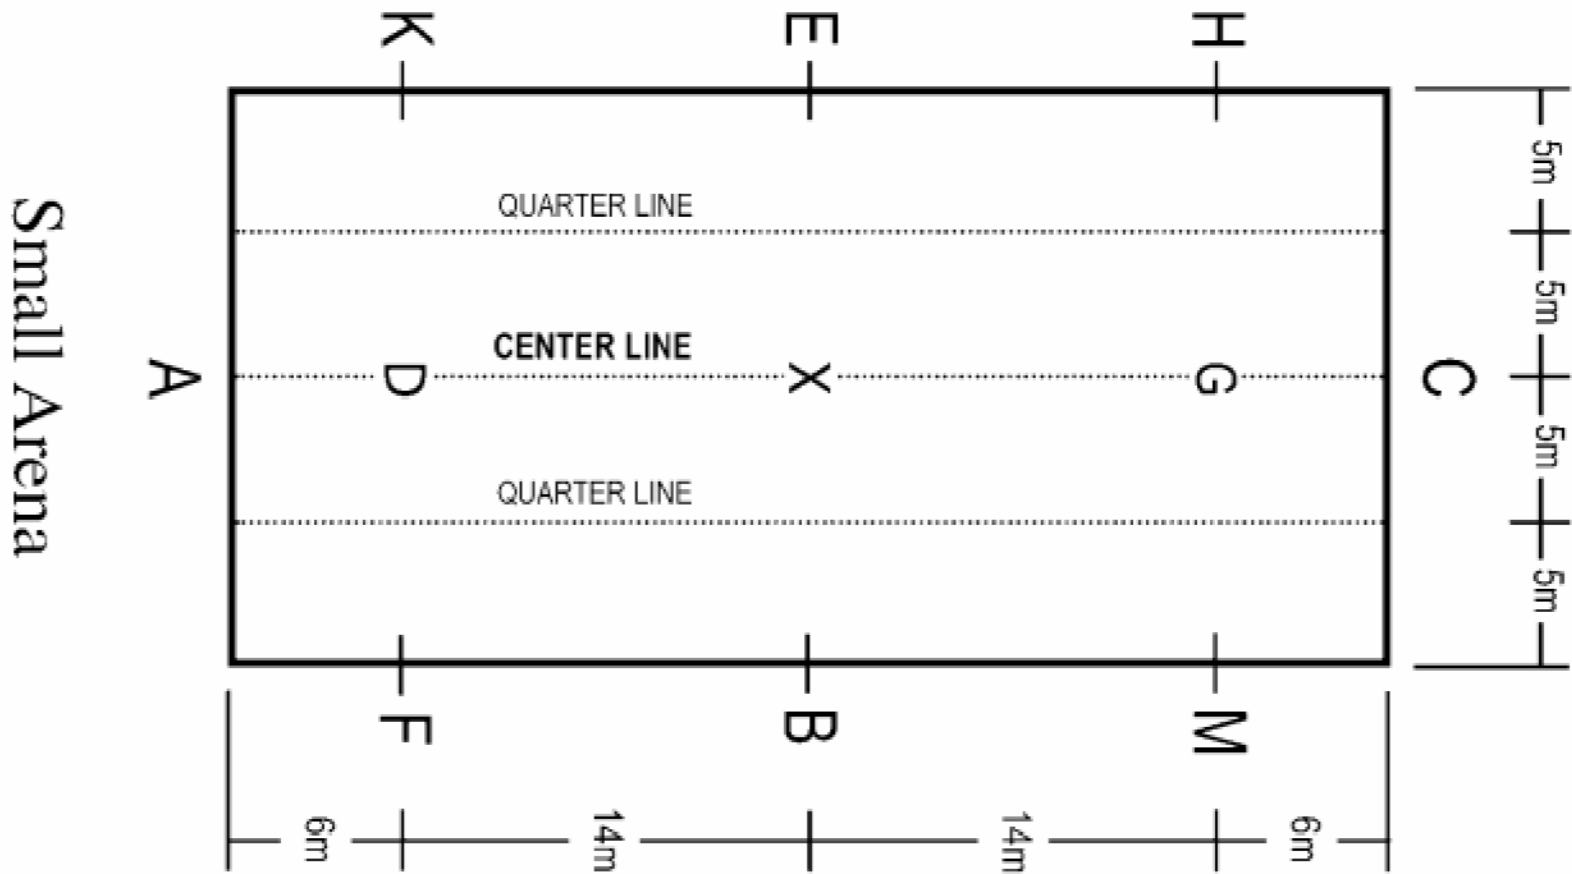 K E H
5m
QUARTER LINE
5m
CENTER LINE
A D X G C
5m
QUARTER LINE
5m
F B M
6m 14m 14m 6m
Small Arena